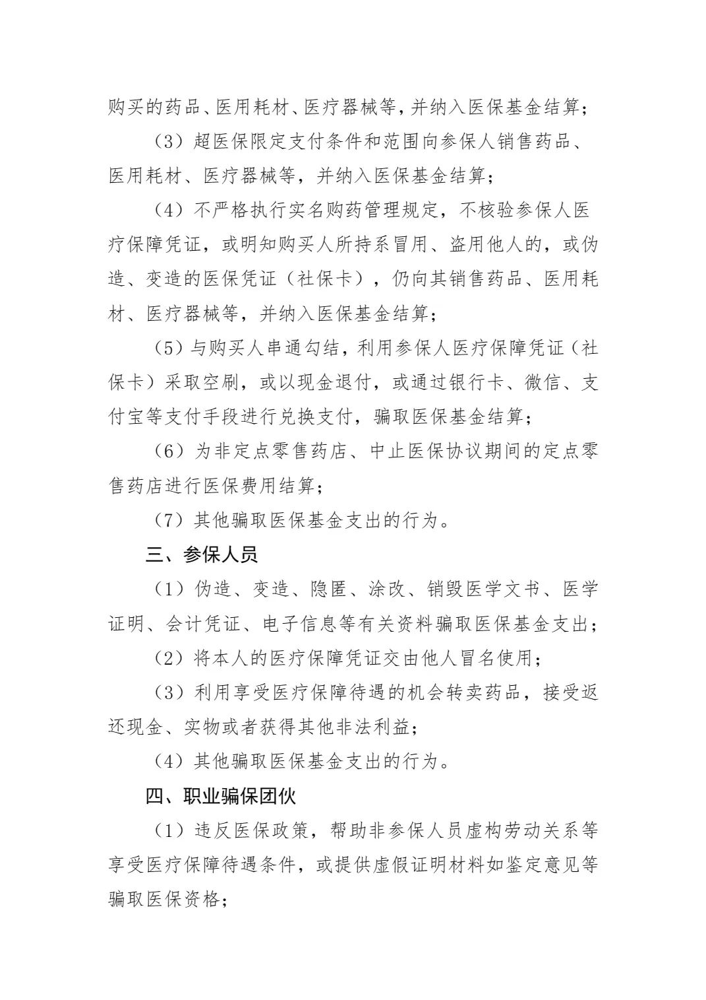 购买的药品、医用耗材、医疗器械等，并纳入医保基金结算；
（3）超医保限定支付条件和范围向参保人销售药品、
医用耗材、医疗器械等，并纳入医保基金结算；
（4）不严格执行实名购药管理规定，不核验参保人医
疗保障凭证，或明知购买人所持系冒用、盗用他人的，或伪
造、变造的医保凭证（社保卡），仍向其销售药品、医用耗
材、医疗器械等，并纳入医保基金结算；
（5）与购买人串通勾结，利用参保人医疗保障凭证（社
保卡）采取空刷，或以现金退付，或通过银行卡、微信、支
付宝等支付手段进行兑换支付，骗取医保基金结算；
（6）为非定点零售药店、中止医保协议期间的定点零
售药店进行医保费用结算；
（7）其他骗取医保基金支出的行为。
三、参保人员
（1）伪造、变造、隐匿、涂改、销毁医学文书、医学
证明、会计凭证、电子信息等有关资料骗取医保基金支出；
（2）将本人的医疗保障凭证交由他人冒名使用；
（3）利用享受医疗保障待遇的机会转卖药品，接受返
还现金、实物或者获得其他非法利益；
（4）其他骗取医保基金支出的行为。
四、职业骗保团伙
（1）违反医保政策，帮助非参保人员虚构劳动关系等
享受医疗保障待遇条件，或提供虚假证明材料如鉴定意见等
骗取医保资格；